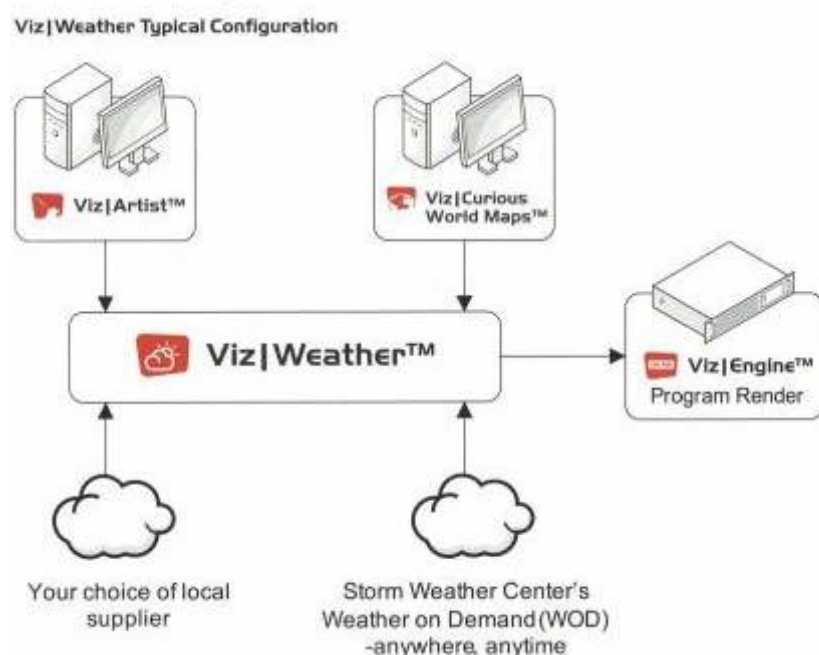 Viz|Weather Typical Configuration
Viz|Artist™
Viz|Curious
World Maps™
Viz|Weather™
Viz|Engine™
Program Render
Your choice of local
supplier
Storm Weather Center's
Weather on Demand(WOD)
-anywhere, anytime